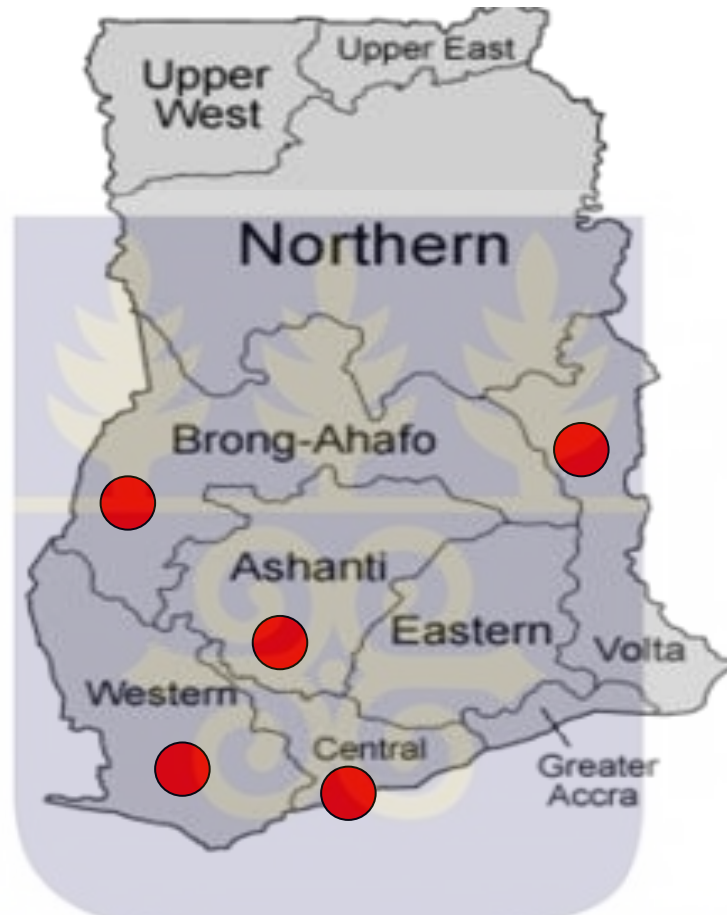 Upper East
Upper
West
Northern
Brong-Ahafo
Ashanti
Eastern
Volta
Western
Central
Greater
Accra